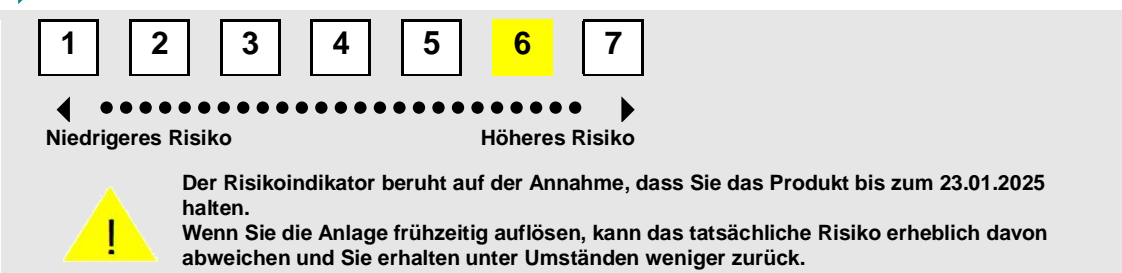 1 2 3 4 5 6 7
Niedrigeres Risiko Höheres Risiko
Der Risikoindikator beruht auf der Annahme, dass Sie das Produkt bis zum 23.01.2025
halten.
! Wenn Sie die Anlage frühzeitig auflösen, kann das tatsächliche Risiko erheblich davon
abweichen und Sie erhalten unter Umständen weniger zurück.